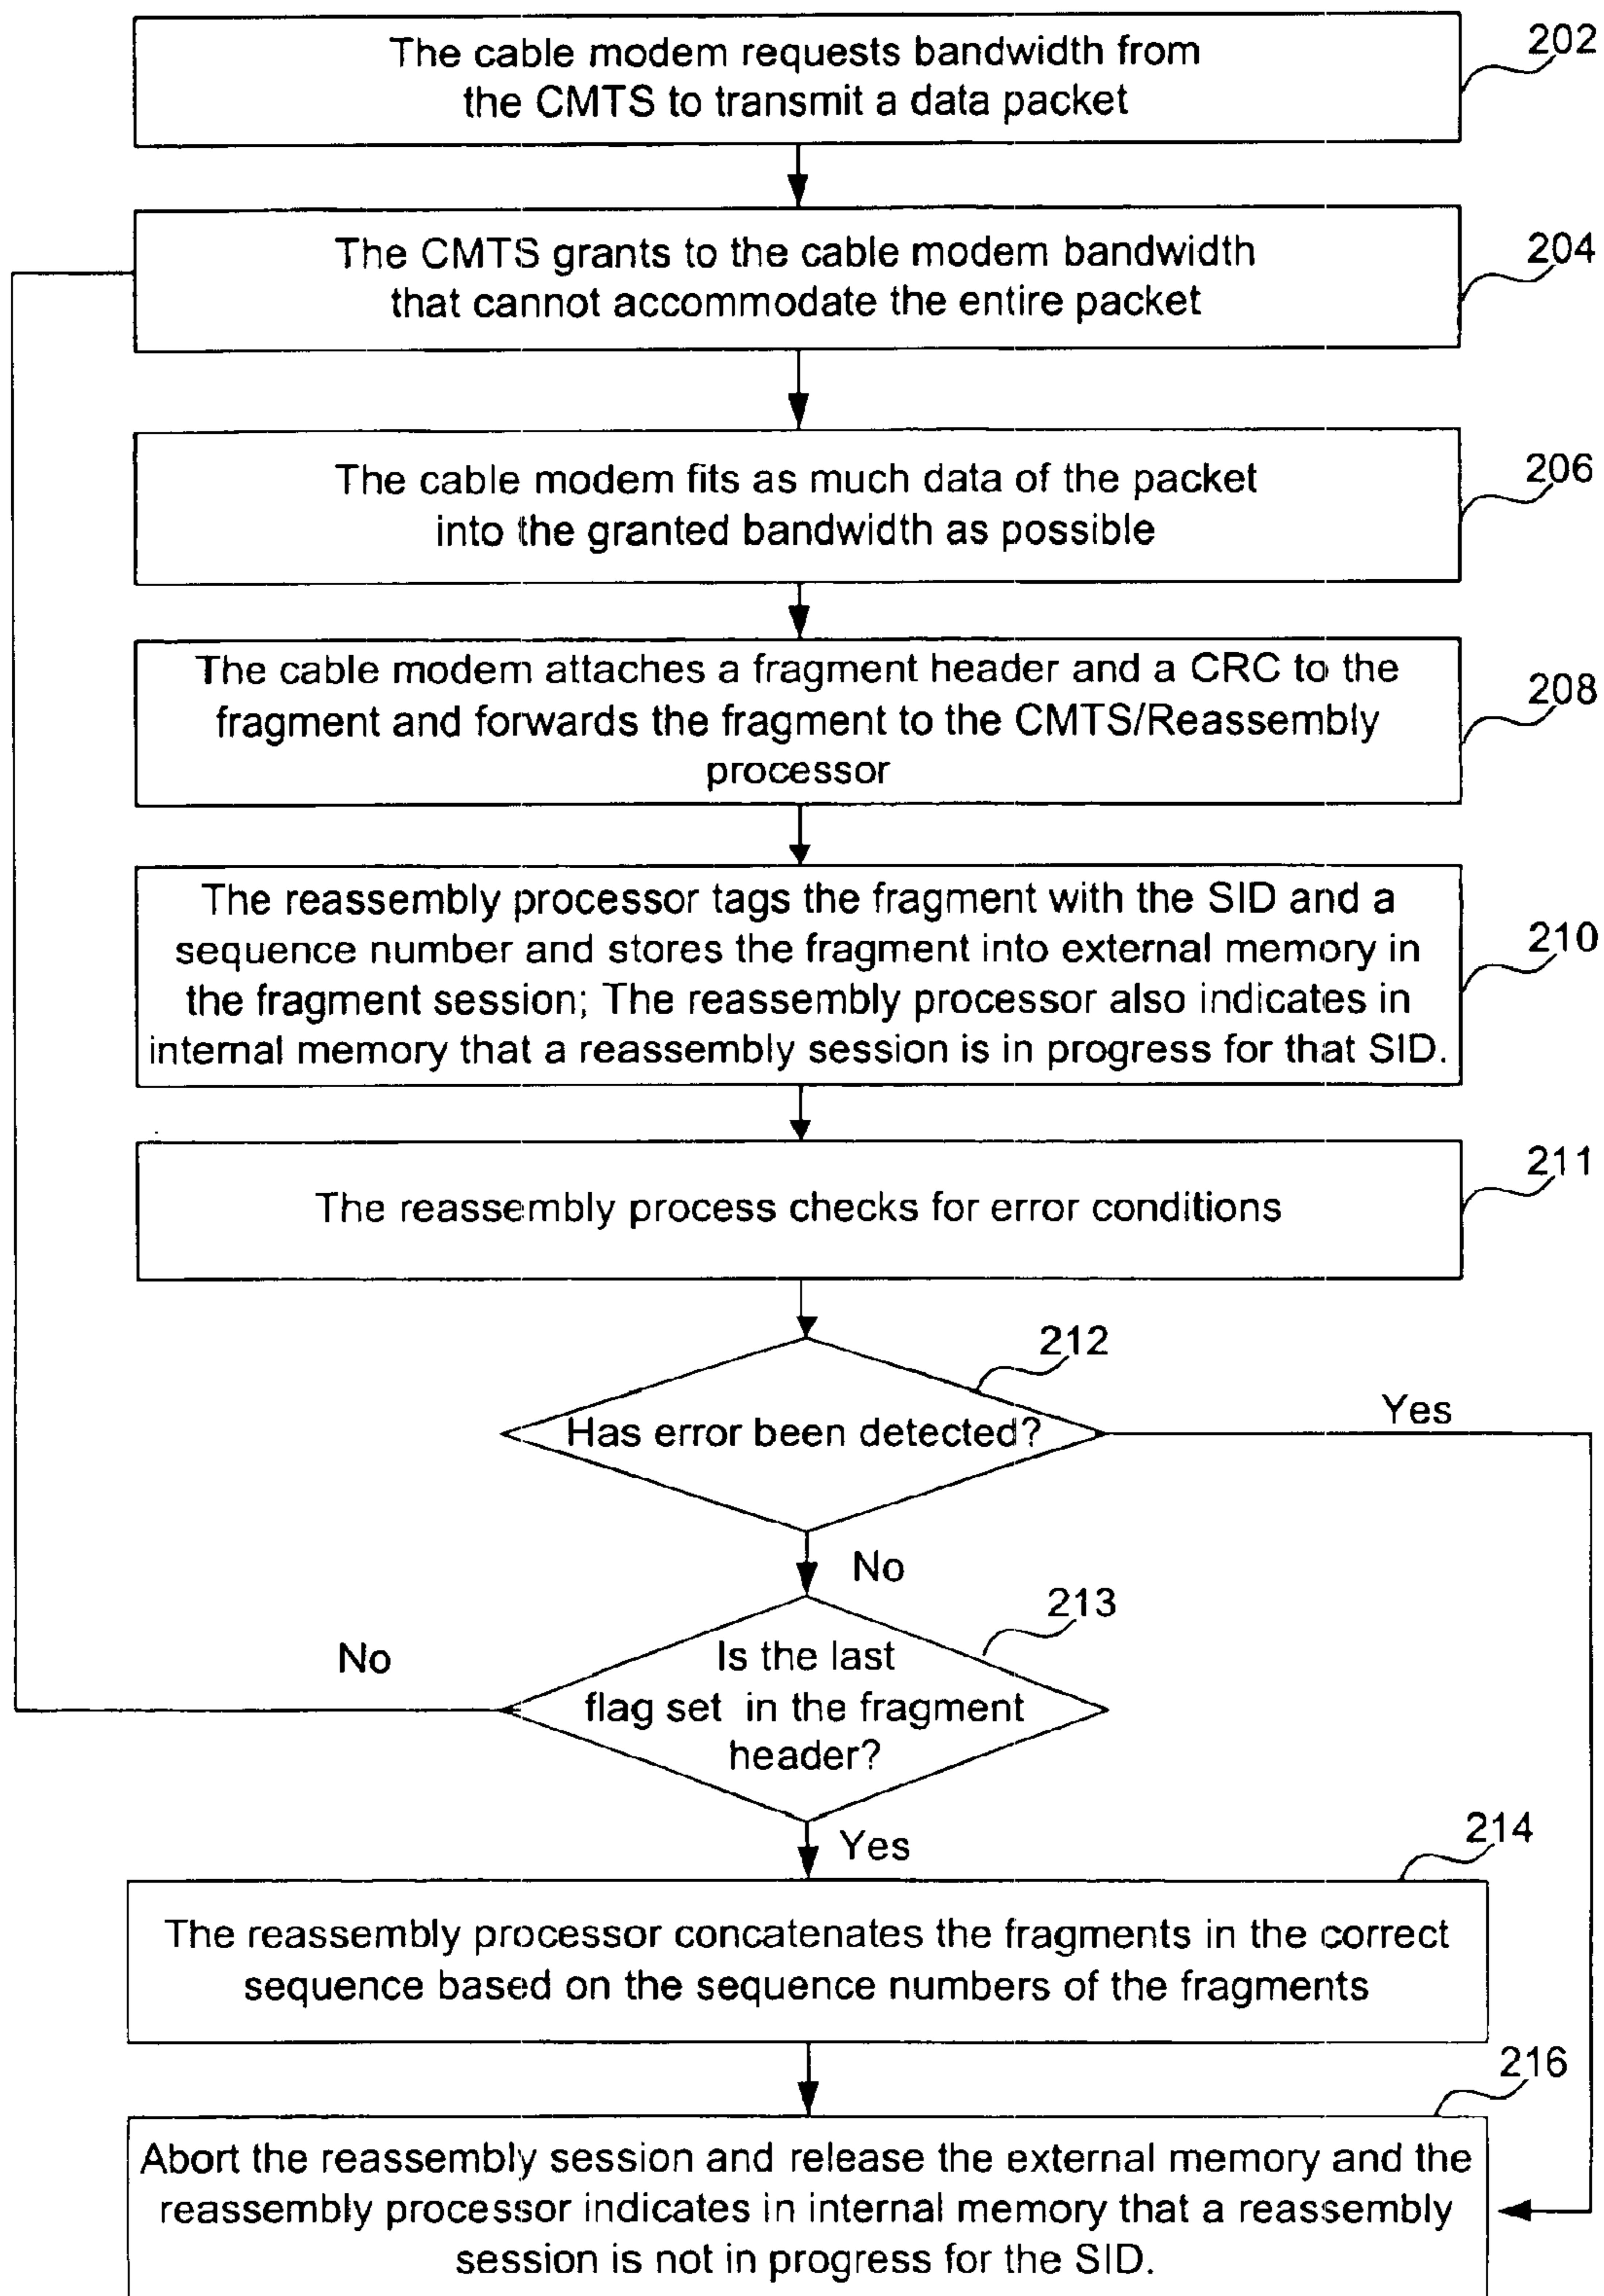 The cable modem requests bandwidth from
the CMTS to transmit a data packet
202
The CMTS grants to the cable modem bandwidth
that cannot accommodate the entire packet
204
The cable modem fits as much data of the packet
into the granted bandwidth as possible
206
The cable modem attaches a fragment header and a CRC to the
fragment and forwards the fragment to the CMTS/Reassembly
processor
208
The reassembly processor tags the fragment with the SID and a
sequence number and stores the fragment into external memory in
the fragment session; The reassembly processor also indicates in
internal memory that a reassembly session is in progress for that SID.
210
The reassembly process checks for error conditions
211
212
Has error been detected?
Yes
No
213
Is the last
flag set in the fragment
header?
No
Yes
214
The reassembly processor concatenates the fragments in the correct
sequence based on the sequence numbers of the fragments
216
Abort the reassembly session and release the external memory and the
reassembly processor indicates in internal memory that a reassembly
session is not in progress for the SID.